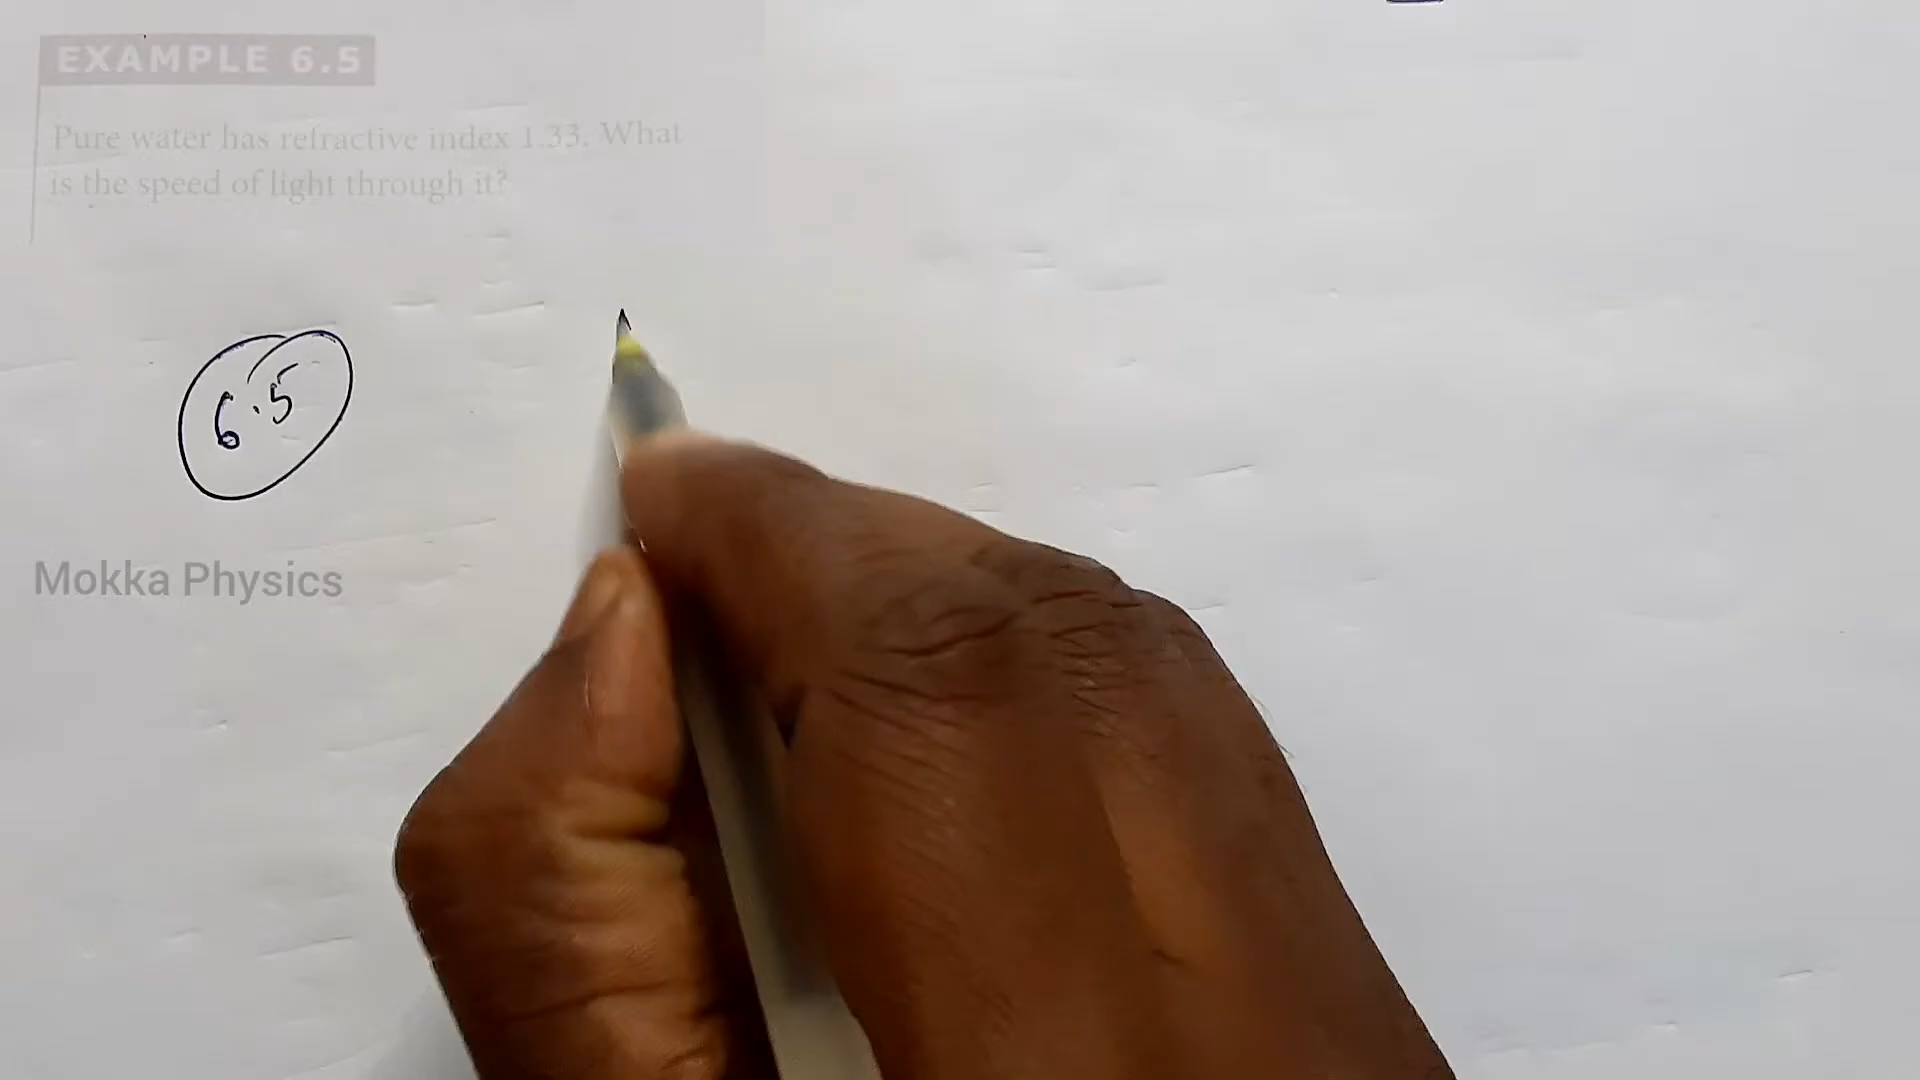 EXAMPLE 6.5
Pure water has refractive index 1.33. What
is the speed of light through it?
6.5
Mokka Physics